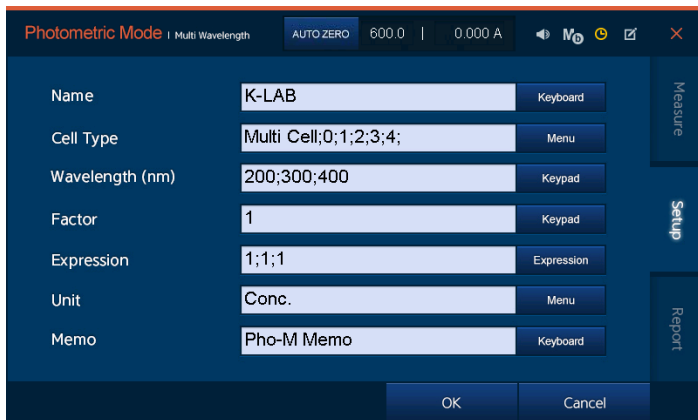 Photometric Mode | Multi Wavelength AUTO ZERO 600.0 | 0.000 A Mb
Name K-LAB Keyboard
Cell Type Multi Cell;0;1;2;3;4; Menu
Wavelength (nm) 200;300;400 Keypad
Factor 1 Keypad
Expression 1;1;1 Expression
Unit Conc. Menu
Memo Pho-M Memo Keyboard
OK Cancel
Measure
Setup
Report